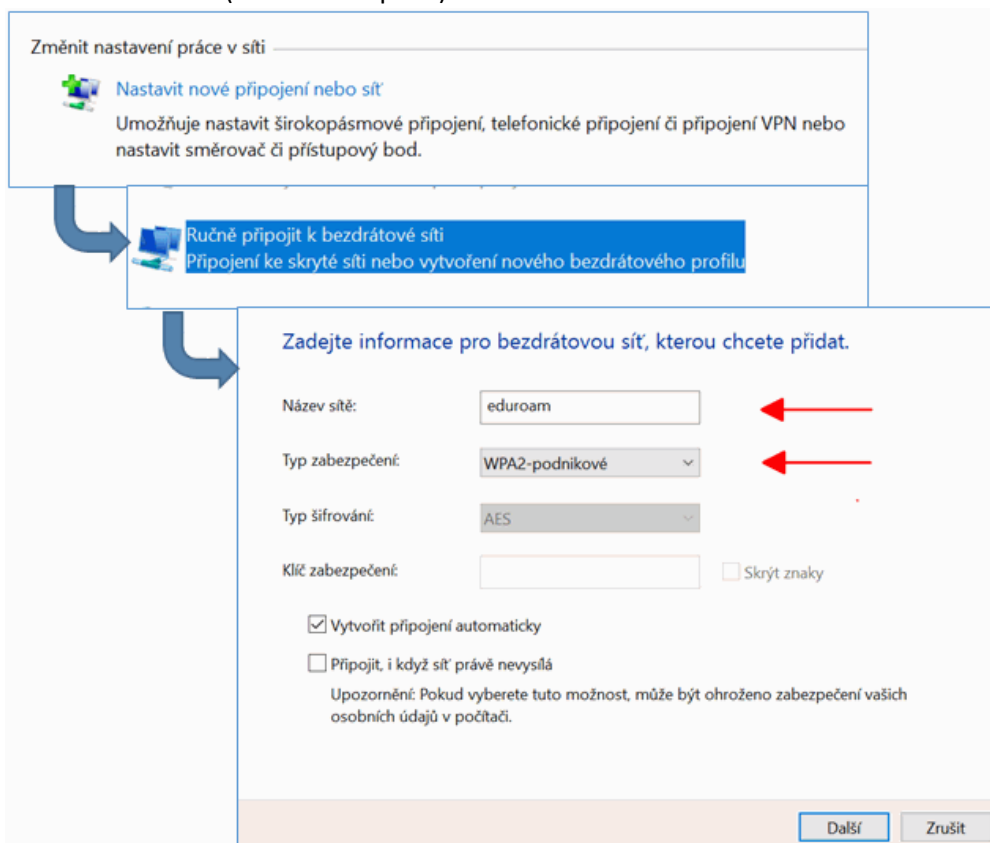 Změnit nastavení práce v síti
Nastavit nové připojení nebo síť
Umožňuje nastavit širokopásmové připojení, telefonické připojení či připojení VPN nebo
nastavit směrovač či přístupový bod.
Ručně připojit k bezdrátové síti
Připojení ke skryté síti nebo vytvoření nového bezdrátového profilu
Zadejte informace pro bezdrátovou síť, kterou chcete přidat.
Název sítě: eduroam
Typ zabezpečení: WPA2-podnikové
Typ šifrování: AES
Klíč zabezpečení: Skrýt znaky
Vytvořit připojení automaticky
Připojit, i když síť právě nevysílá
Upozornění: Pokud vyberete tuto možnost, může být ohroženo zabezpečení vašich
osobních údajů v počítači.
Další Zrušit